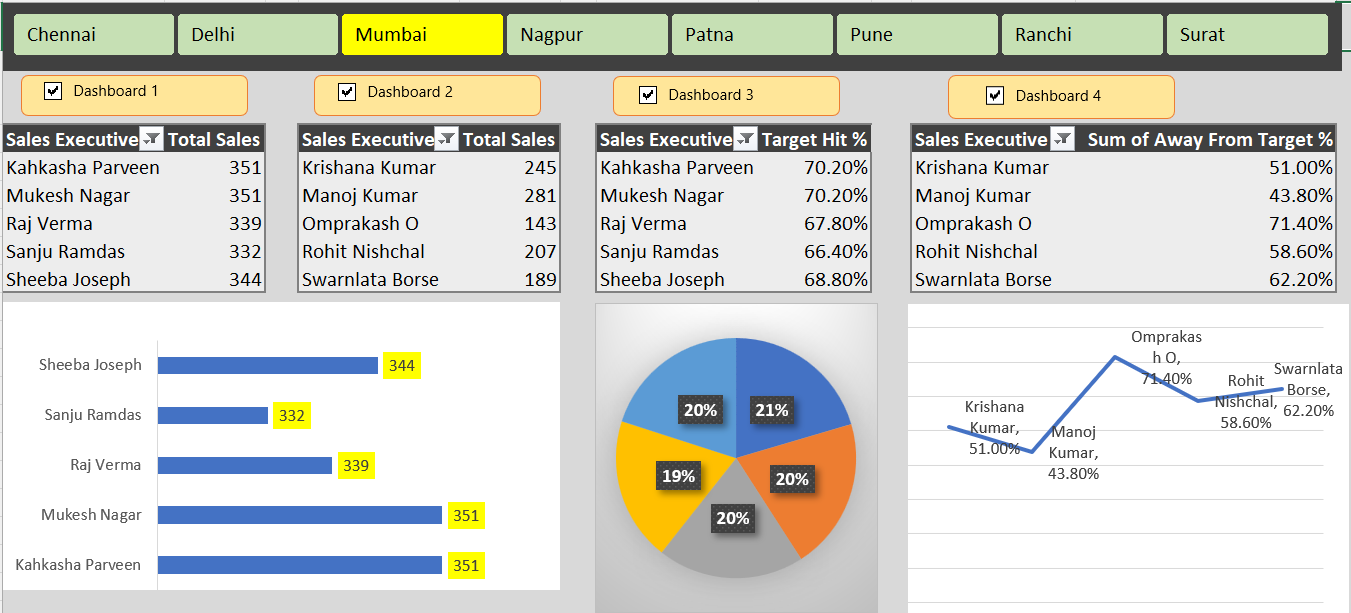 Chennai Delhi Mumbai Nagpur Patna Pune Ranchi Surat
Dashboard 1 Dashboard 2 Dashboard 3 Dashboard 4
Sales Executive Total Sales
Kahkasha Parveen 351
Mukesh Nagar 351
Raj Verma 339
Sanju Ramdas 332
Sheeba Joseph 344
Sales Executive Total Sales
Krishana Kumar 245
Manoj Kumar 281
Omprakash O 143
Rohit Nishchal 207
Swarnlata Borse 189
Sales Executive Target Hit %
Kahkasha Parveen 70.20%
Mukesh Nagar 70.20%
Raj Verma 67.80%
Sanju Ramdas 66.40%
Sheeba Joseph 68.80%
Sales Executive Sum of Away From Target %
Krishana Kumar 51.00%
Manoj Kumar 43.80%
Omprakash O 71.40%
Rohit Nishchal 58.60%
Swarnlata Borse 62.20%
Sheeba Joseph 344
Sanju Ramdas 332
Raj Verma 339
Mukesh Nagar 351
Kahkasha Parveen 351
20% 21%
19% 20%
20%
Krishana
Kumar,
51.00%
Manoj
Kumar,
43.80%
Omprakas
h O,
71.40%
Rohit
Nishchal,
58.60%
Swarnlata
Borse,
62.20%